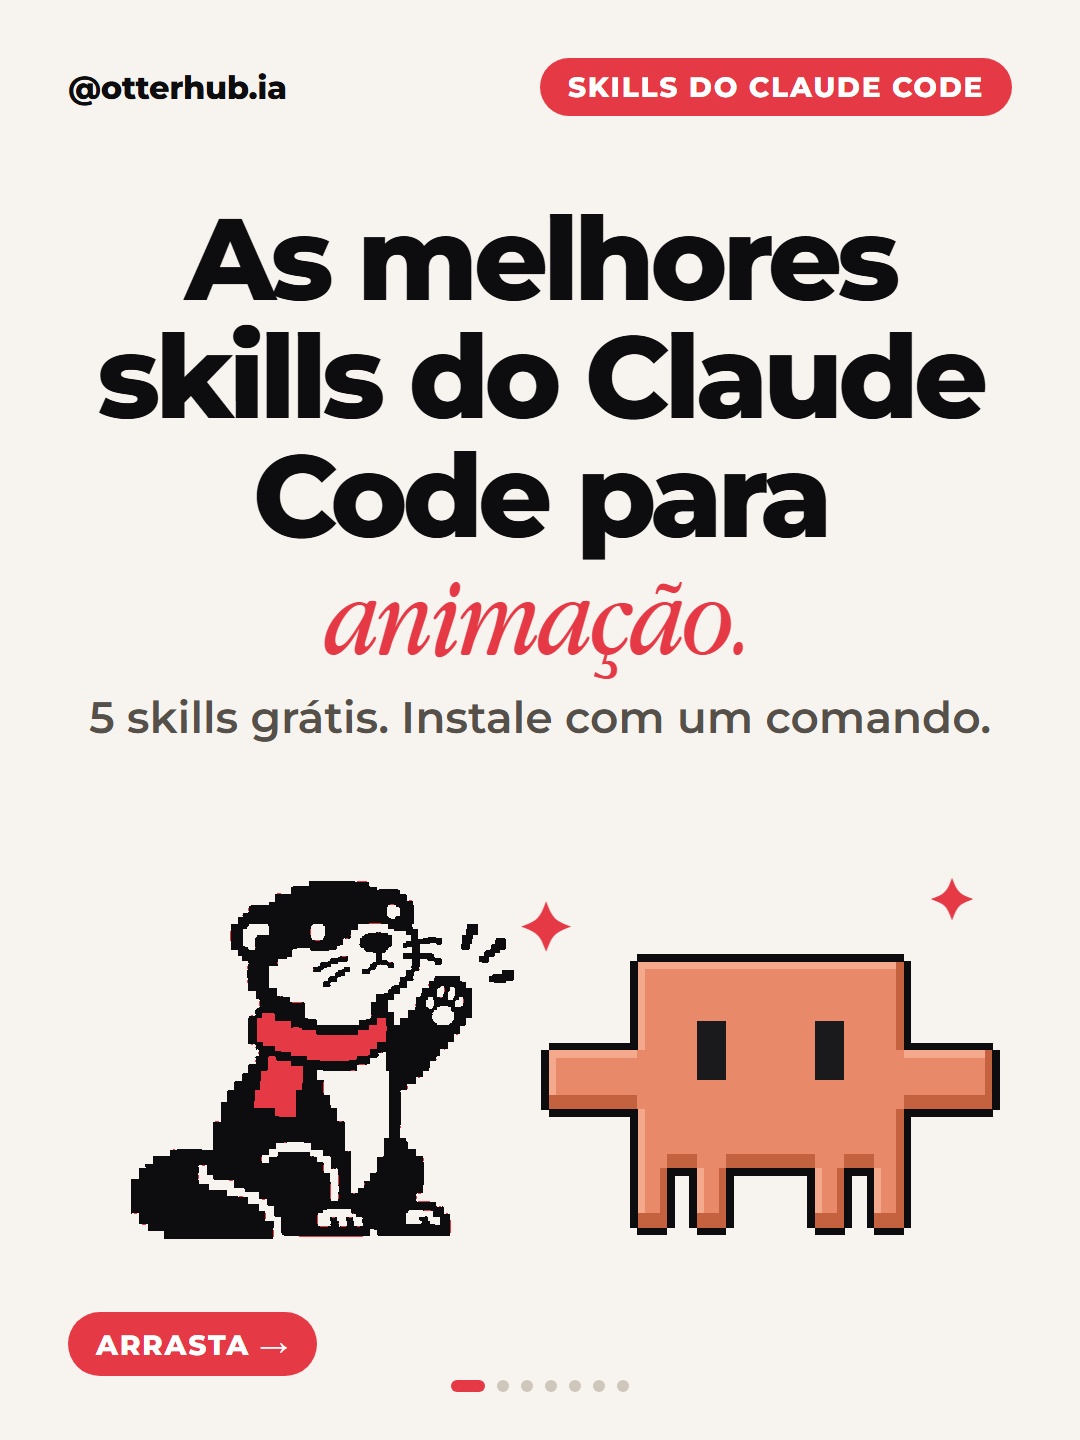 @otterhub.ia
SKILLS DO CLAUDE CODE
As melhores
skills do Claude
Code para
animação.
5 skills grátis. Instale com um comando.
ARRASTA →